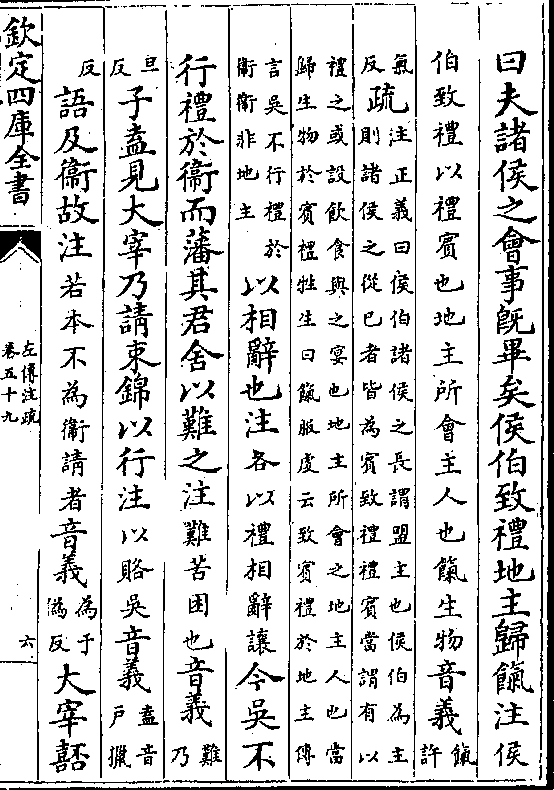 曰夫諸侯之會事既畢矣侯伯致禮地主歸餼注侯
伯致禮以禮賓也地主所會主人也餼生物音義餼許
氣反疏注正義曰侯伯諸侯之長謂盟主也侯伯為主
則諸侯之從已者皆為賓致禮禮賓當謂有以
禮之或設飲食與之宴也地主所會之地主人也當
歸生物於賓禮牲生曰餼服虔云致賓禮於地主傳
言吳不行禮於
衞衞非地主
以相辭也注各以禮相辭讓今吳不
行禮於衞而藩其君舍以難之注難苦困也音義難乃
旦反子盍見大宰乃請束錦以行注以賂吳音義盍音
戶獵反
語及衞故注若本不為衞請者音義為于
偽反
大宰嚭
欽定四庫全書
左傳注疏
卷五十九
六